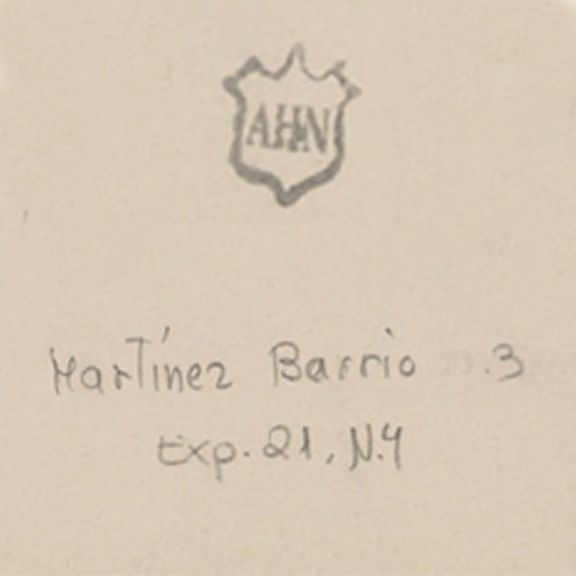 AHN
Martínez Barrio .3
Exp. 21, N.4